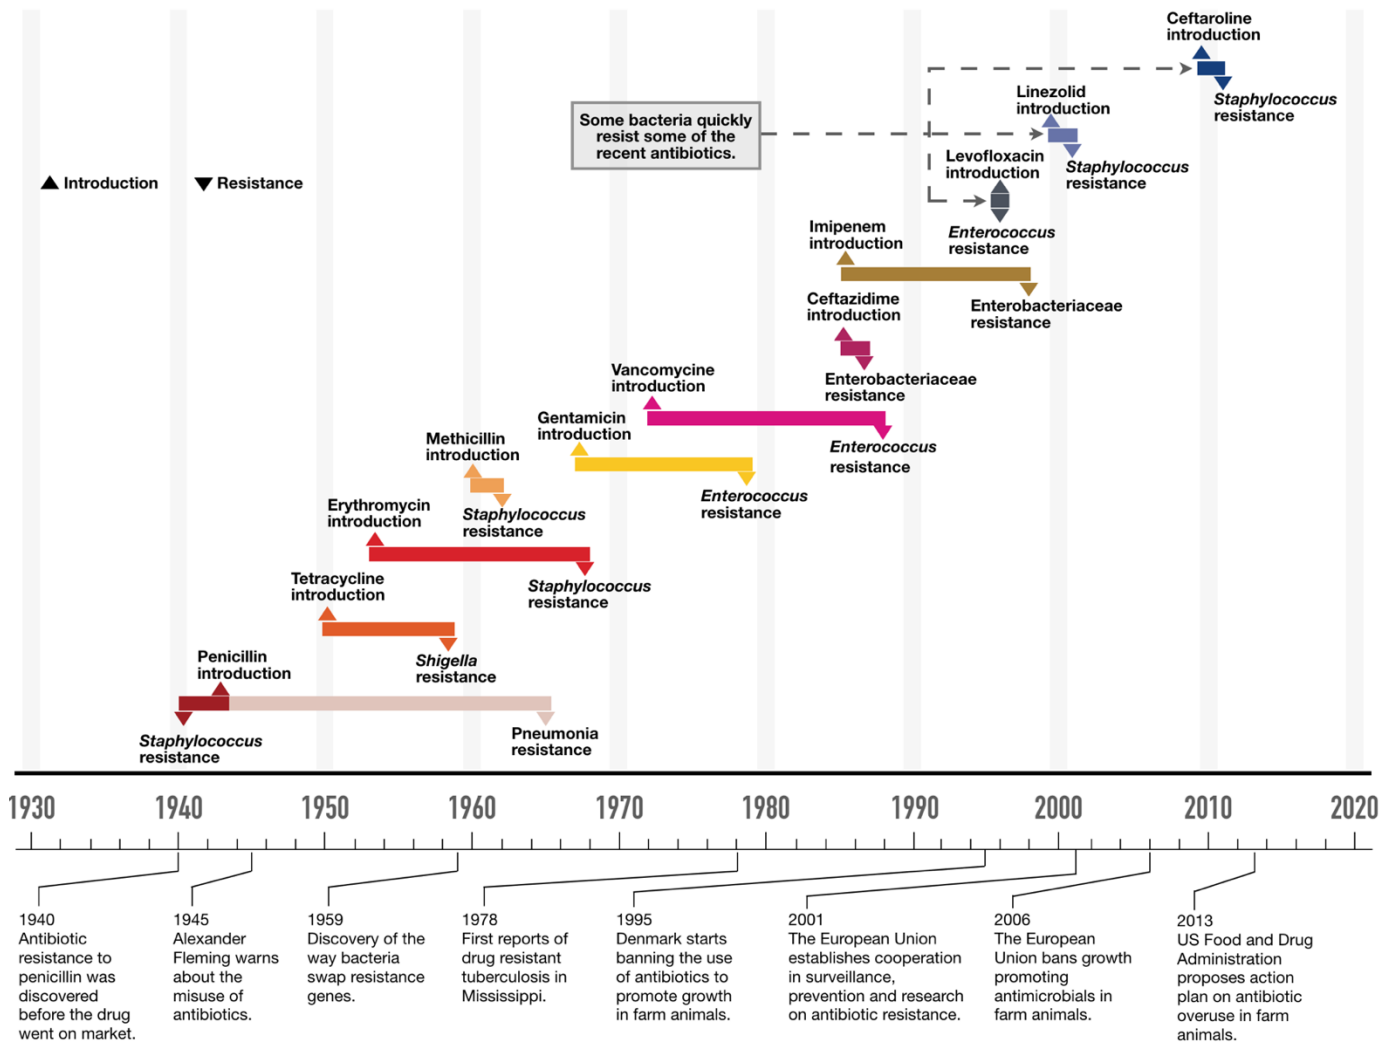 Ceftaroline
introduction
Staphylococcus
resistance
Linezolid
introduction
Some bacteria quickly
resist some of the
recent antibiotics.
Staphylococcus
resistance
Levofloxacin
introduction
Introduction
Resistance
Enterococcus
resistance
Imipenem
introduction
Enterobacteriaceae
resistance
Ceftazidime
introduction
Enterobacteriaceae
resistance
Vancomycine
introduction
Enterococcus
resistance
Gentamicin
introduction
Enterococcus
resistance
Methicillin
introduction
Staphylococcus
resistance
Erythromycin
introduction
Staphylococcus
resistance
Tetracycline
introduction
Shigella
resistance
Penicillin
introduction
Staphylococcus
resistance
Pneumonia
resistance
1930 1940 1950 1960 1970 1980 1990 2000 2010 2020
1940
Antibiotic
resistance to
penicillin was
discovered
before the drug
went on market.
1945
Alexander
Fleming warns
about the
misuse of
antibiotics.
1959
Discovery of the
way bacteria
swap resistance
genes.
1978
First reports of
drug resistant
tuberculosis in
Mississippi.
1995
Denmark starts
banning the use
of antibiotics to
promote growth
in farm animals.
2001
The European Union
establishes cooperation
in surveillance,
prevention and research
on antibiotic resistance.
2006
The European
Union bans growth
promoting
antimicrobials in
farm animals.
2013
US Food and Drug
Administration
proposes action
plan on antibiotic
overuse in farm
animals.